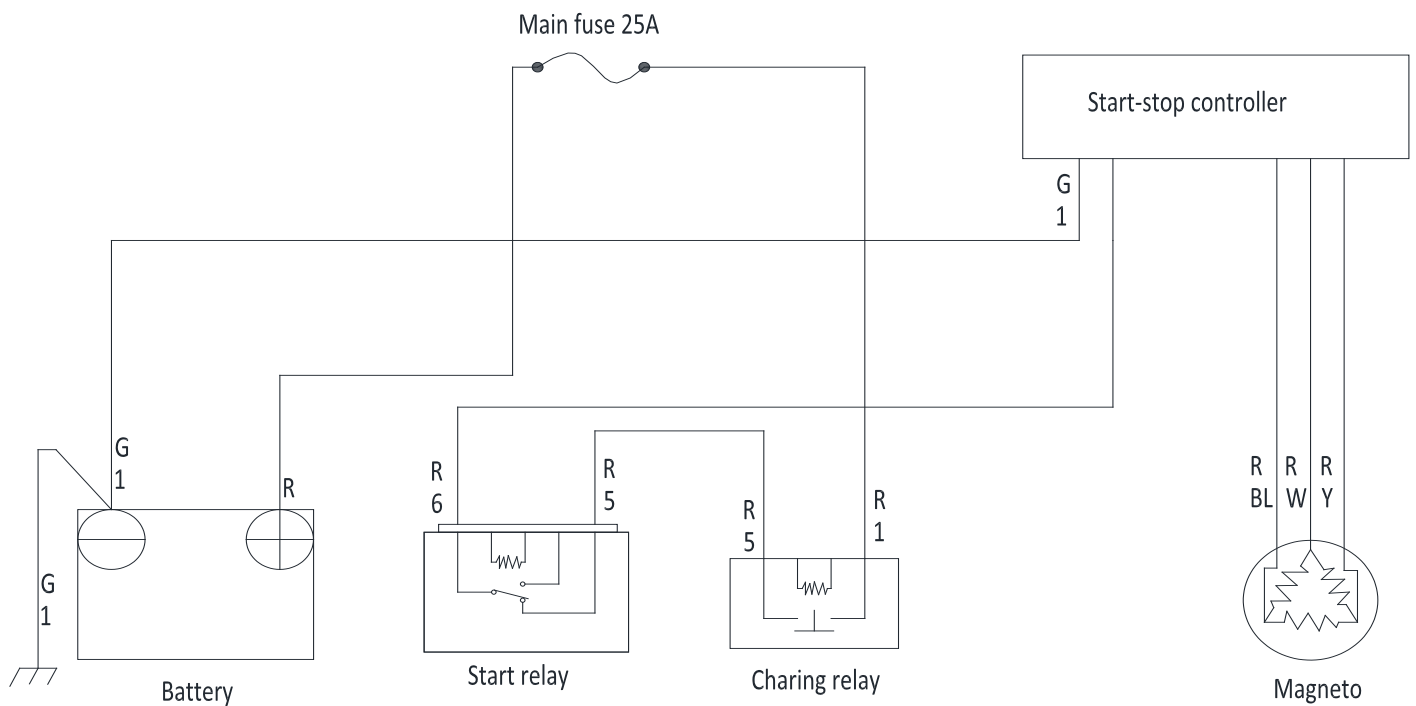 Main fuse 25A
Start-stop controller
G
1
G
1
R
R
6
R
5
R
5
R
1
R
BL
R
W
R
Y
G
1
Battery
Start relay
Charing relay
Magneto